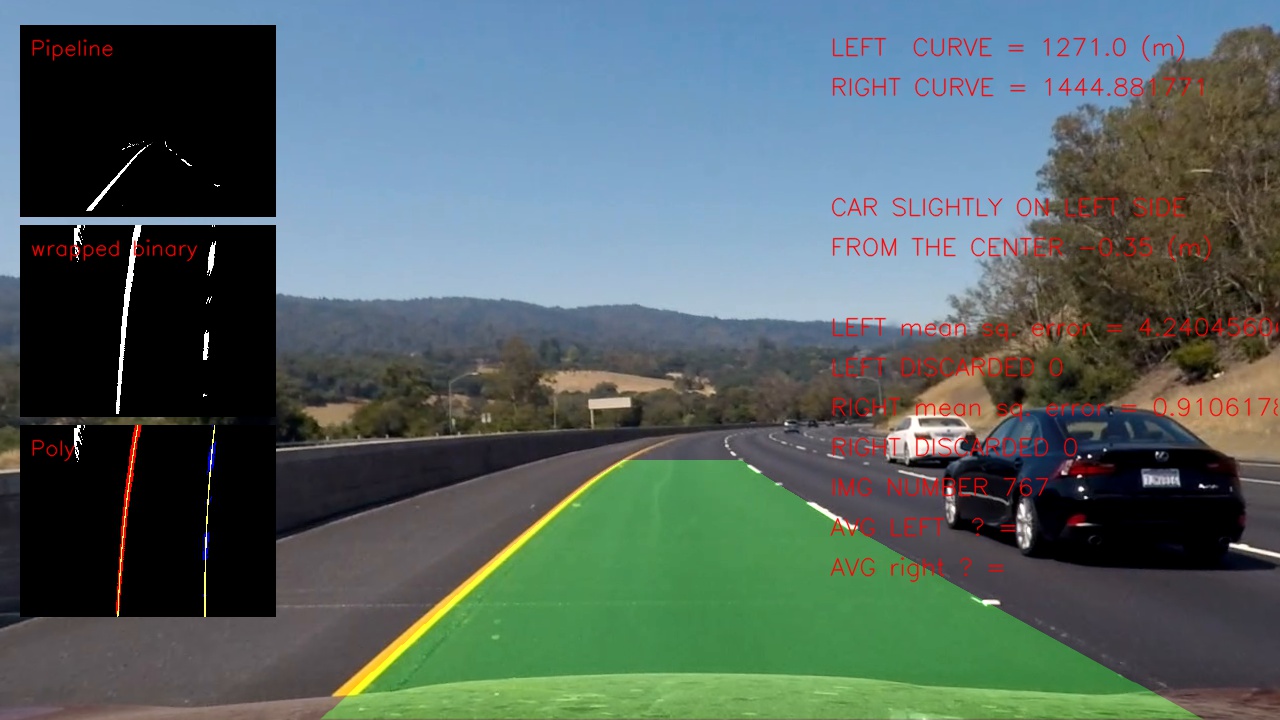 Pipeline
wrapped binary
Poly
LEFT  CURVE = 1271.0 (m)
RIGHT CURVE = 1444.881771
CAR SLIGHTLY ON LEFT SIDE
FROM THE CENTER -0.35 (m)
LEFT mean sq. error = 4.2404560
LEFT DISCARDED 0
RIGHT mean sq. error = 0.9106178
RIGHT DISCARDED 0
IMG NUMBER 767
AVG LEFT  ? =
AVG right ? =